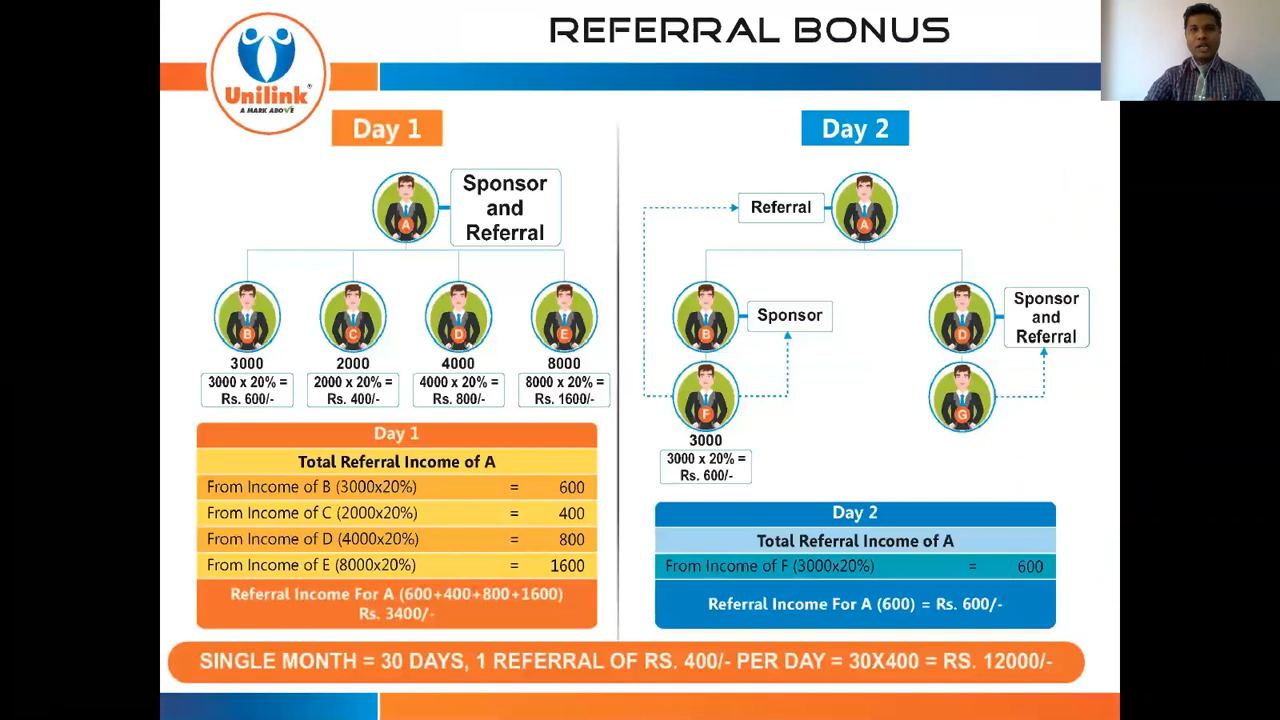 REFERRAL BONUS
Unilink
A MARK ABOVE
Day 1
A
Sponsor
and
Referral
B
C
D
E
3000
2000
4000
8000
3000 x 20% =
Rs. 600/-
2000 x 20% =
Rs. 400/-
4000 x 20% =
Rs. 800/-
8000 x 20% =
Rs. 1600/-
Day 1
Total Referral Income of A
From Income of B (3000x20%) = 600
From Income of C (2000x20%) = 400
From Income of D (4000x20%) = 800
From Income of E (8000x20%) = 1600
Referral Income For A (600+400+800+1600)
Rs. 3400/-
Day 2
Referral
A
B
Sponsor
D
Sponsor
and
Referral
F
G
3000
3000 x 20% =
Rs. 600/-
Day 2
Total Referral Income of A
From Income of F (3000x20%) = 600
Referral Income For A (600) = Rs. 600/-
SINGLE MONTH = 30 DAYS, 1 REFERRAL OF RS. 400/- PER DAY = 30X400 = RS. 12000/-